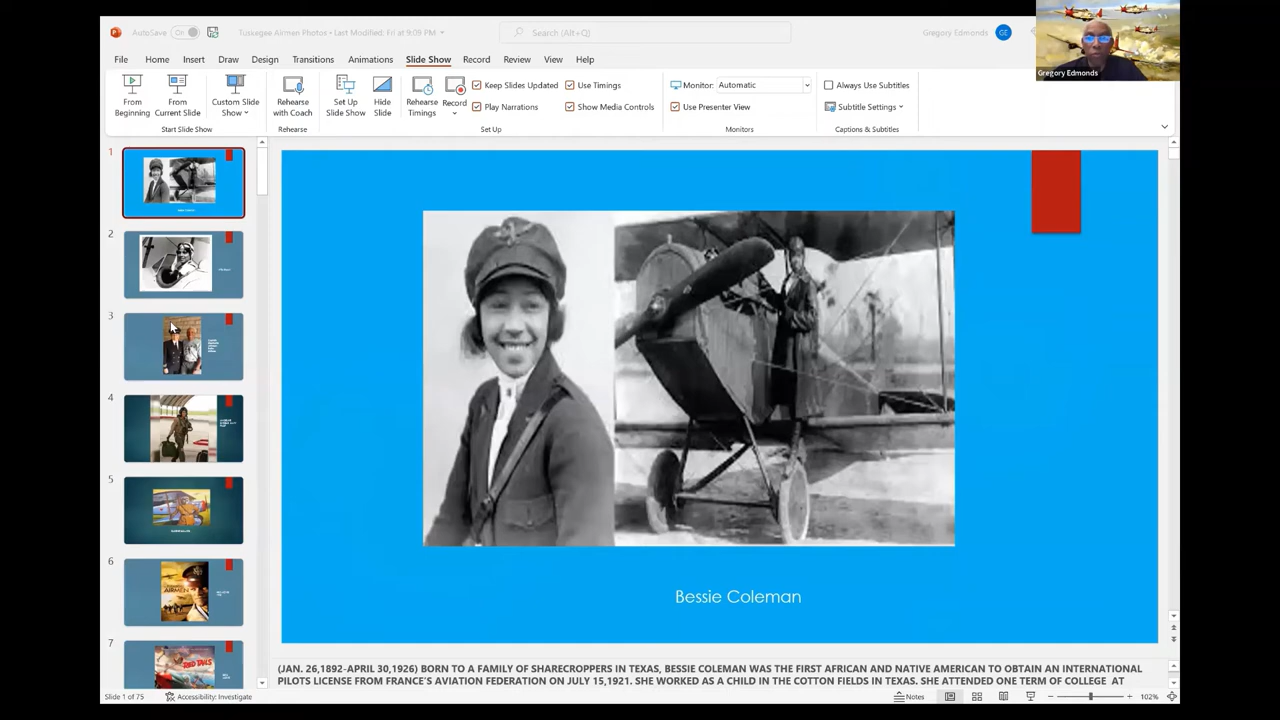 AutoSave On Tuskegee Airmen Photos • Last Modified: Fri at 9:09 PM Search (Alt+Q) Gregory Edmonds GE
Gregory Edmonds
File Home Insert Draw Design Transitions Animations Slide Show Record Review View Help
From Beginning
From Current Slide
Custom Slide Show
Rehearse with Coach
Set Up Slide Show
Hide Slide
Rehearse Timings
Record
Keep Slides Updated Use Timings
Play Narrations Show Media Controls
Monitor: Automatic
Use Presenter View
Always Use Subtitles
Subtitle Settings
Start Slide Show Rehearse Set Up Monitors Captions & Subtitles
1
2
3
4
5
6
7
RED TAILS
AIRMEN
Bessie Coleman
(JAN. 26,1892-APRIL 30,1926) BORN TO A FAMILY OF SHARECROPPERS IN TEXAS, BESSIE COLEMAN WAS THE FIRST AFRICAN AND NATIVE AMERICAN TO OBTAIN AN INTERNATIONAL
PILOTS LICENSE FROM FRANCE'S AVIATION FEDERATION ON JULY 15,1921. SHE WORKED AS A CHILD IN THE COTTON FIELDS IN TEXAS. SHE ATTENDED ONE TERM OF COLLEGE AT
Slide 1 of 75 Accessibility: Investigate Notes 102%